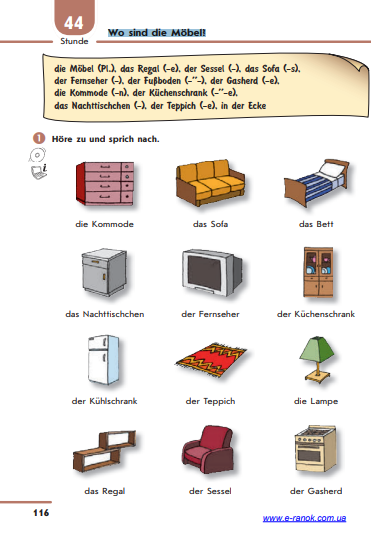 44
Stunde
Wo sind die Möbel!
die Möbel (Pl.), das Regal (–e), der Sessel (–), das Sofa (–s),
der Fernseher (–), der Fußboden (–"–), der Gasherd (–e),
die Kommode (–n), der Küchenschrank (–"–e),
das Nachttischchen (–), der Teppich (–e), in der Ecke
1 Höre zu und sprich nach.
i
die Kommode das Sofa das Bett
das Nachttischchen der Fernseher der Küchenschrank
der Kühlschrank der Teppich die Lampe
das Regal der Sessel der Gasherd
116
www.e-ranok.com.ua